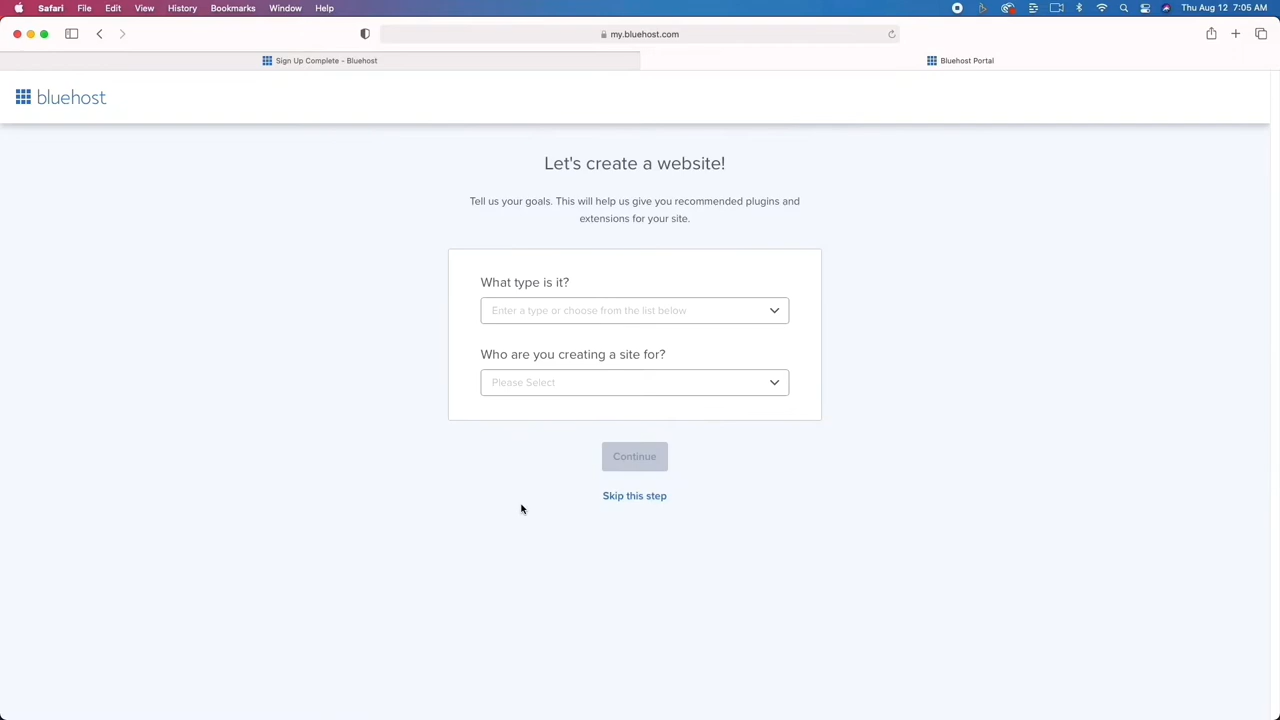 Safari File Edit View History Bookmarks Window Help Thu Aug 12 7:05 AM
my.bluehost.com
Sign Up Complete - Bluehost
Bluehost Portal
bluehost
Let's create a website!
Tell us your goals. This will help us give you recommended plugins and
extensions for your site.
What type is it?
Enter a type or choose from the list below
Who are you creating a site for?
Please Select
Continue
Skip this step